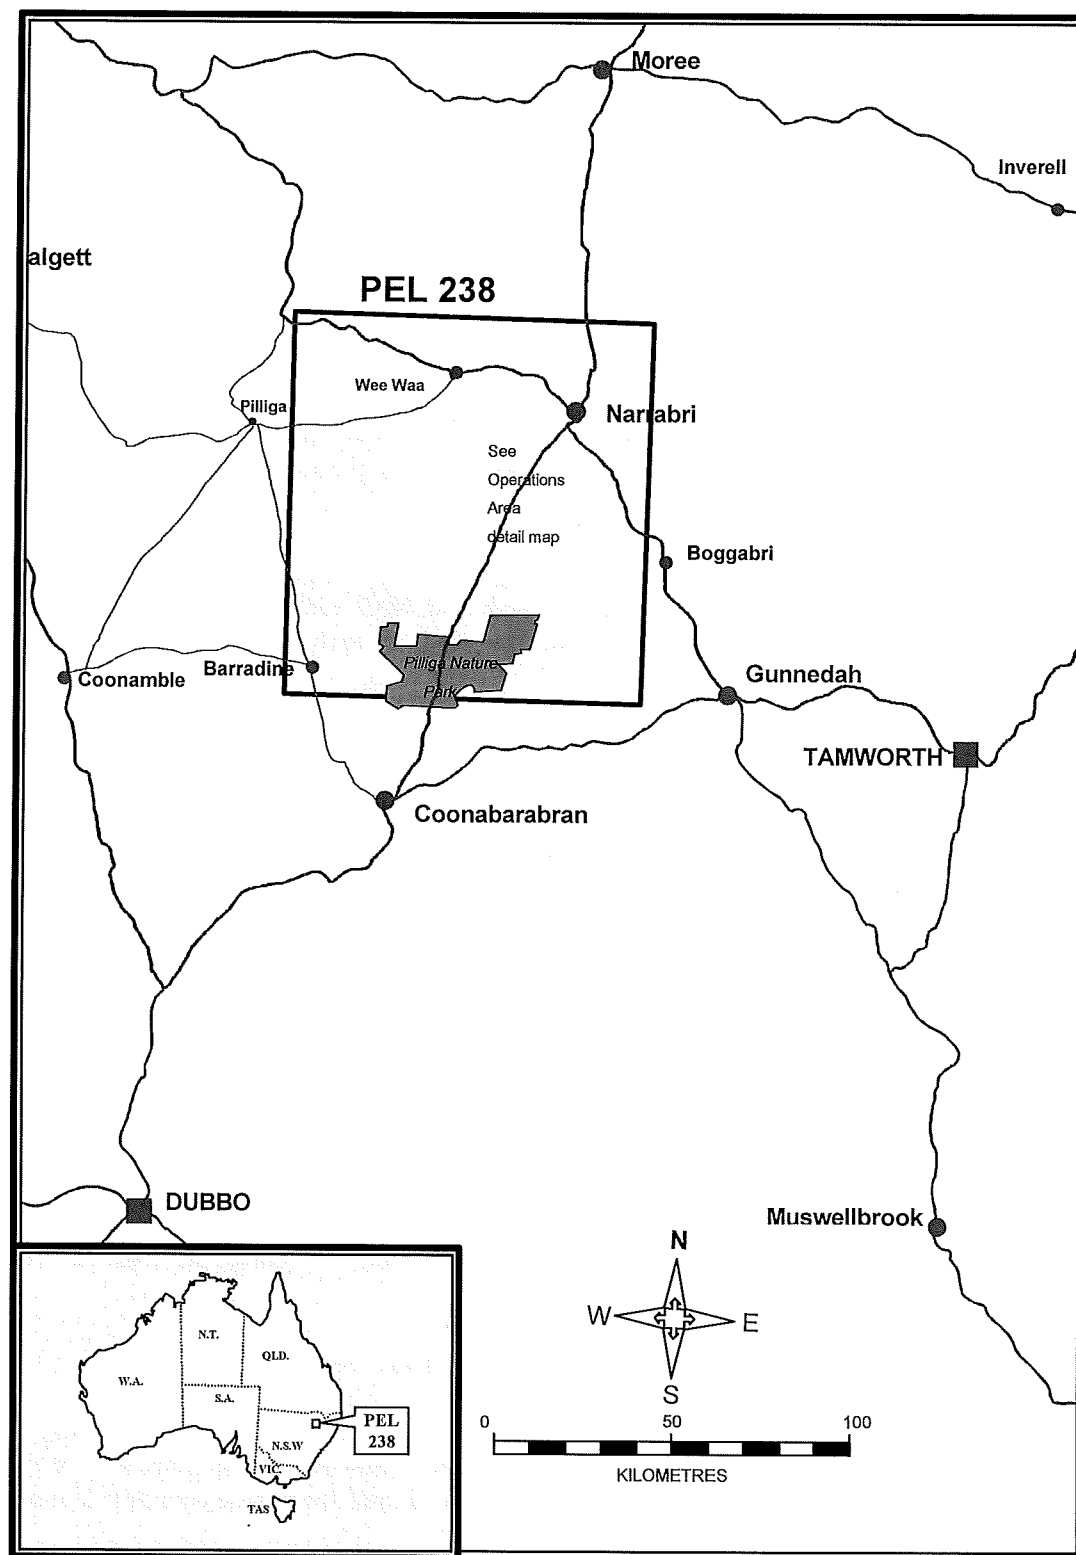 Moree
Inverell
algett
PEL 238
Wee Waa
Pilliga
Narrabri
See
Operations
Area
detail map
Boggabri
Pilliga Nature
Park
Barradine
Coonamble
Gunnedah
TAMWORTH
Coonabarabran
DUBBO
Muswellbrook
N
W
E
S
0 50 100
KILOMETRES
N.T.
QLD.
W.A.
S.A.
PEL
238
N.S.W
VIC.
TAS